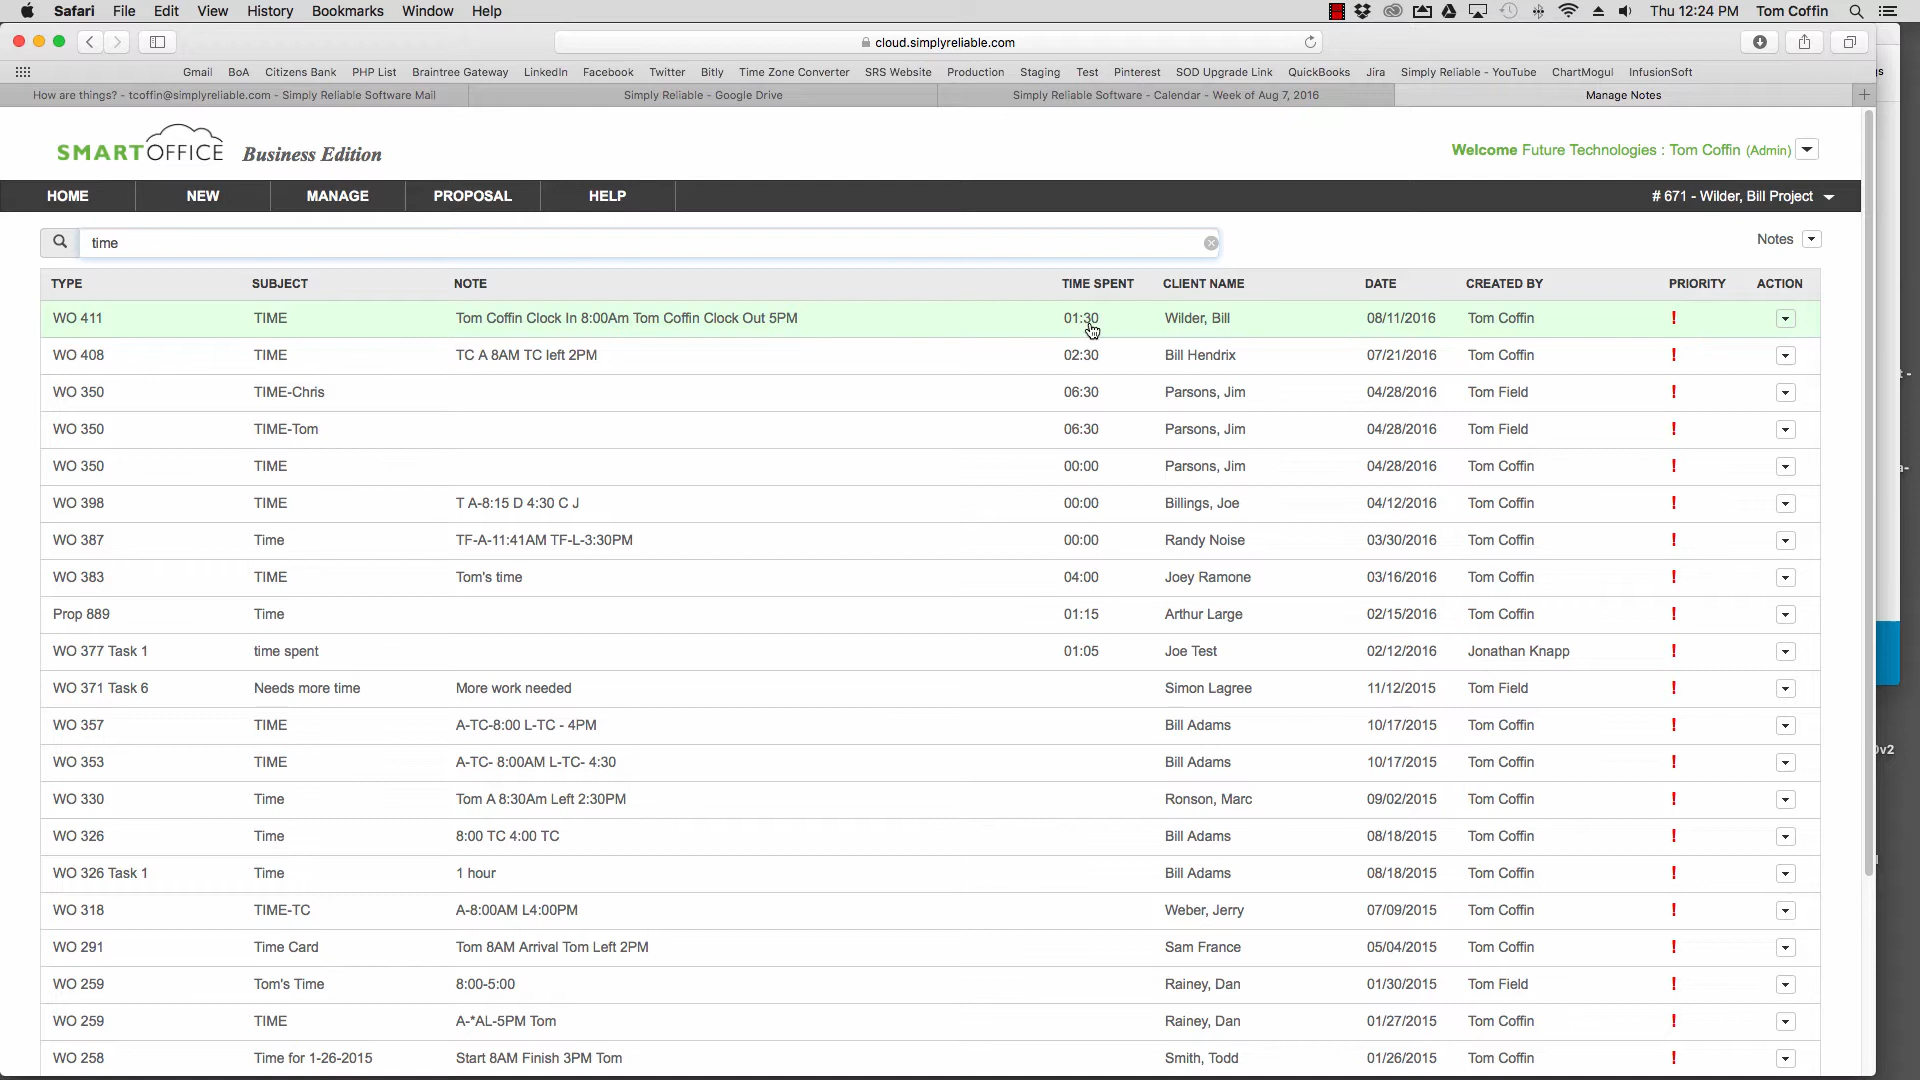 Safari File Edit View History Bookmarks Window Help Thu 12:24 PM Tom Coffin
cloud.simplyreliable.com
Gmail BoA Citizens Bank PHP List Braintree Gateway LinkedIn Facebook Twitter Bitly Time Zone Converter SRS Website Production Staging Test Pinterest SOD Upgrade Link QuickBooks Jira Simply Reliable - YouTube ChartMogul InfusionSoft
How are things? - tcoffin@simplyreliable.com - Simply Reliable Software Mail Simply Reliable - Google Drive Simply Reliable Software - Calendar - Week of Aug 7, 2016 Manage Notes
SMARTOFFICE Business Edition Welcome Future Technologies : Tom Coffin (Admin)
HOME NEW MANAGE PROPOSAL HELP # 671 - Wilder, Bill Project
time Notes
TYPE SUBJECT NOTE TIME SPENT CLIENT NAME DATE CREATED BY PRIORITY ACTION
WO 411 TIME Tom Coffin Clock In 8:00Am Tom Coffin Clock Out 5PM 01:30 Wilder, Bill 08/11/2016 Tom Coffin !
WO 408 TIME TC A 8AM TC left 2PM 02:30 Bill Hendrix 07/21/2016 Tom Coffin !
WO 350 TIME-Chris 06:30 Parsons, Jim 04/28/2016 Tom Field !
WO 350 TIME-Tom 06:30 Parsons, Jim 04/28/2016 Tom Field !
WO 350 TIME 00:00 Parsons, Jim 04/28/2016 Tom Coffin !
WO 398 TIME T A-8:15 D 4:30 C J 00:00 Billings, Joe 04/12/2016 Tom Coffin !
WO 387 Time TF-A-11:41AM TF-L-3:30PM 00:00 Randy Noise 03/30/2016 Tom Coffin !
WO 383 TIME Tom's time 04:00 Joey Ramone 03/16/2016 Tom Coffin !
Prop 889 Time 01:15 Arthur Large 02/15/2016 Tom Coffin !
WO 377 Task 1 time spent 01:05 Joe Test 02/12/2016 Jonathan Knapp !
WO 371 Task 6 Needs more time More work needed Simon Lagree 11/12/2015 Tom Field !
WO 357 TIME A-TC-8:00 L-TC - 4PM Bill Adams 10/17/2015 Tom Coffin !
WO 353 TIME A-TC- 8:00AM L-TC- 4:30 Bill Adams 10/17/2015 Tom Coffin !
WO 330 Time Tom A 8:30Am Left 2:30PM Ronson, Marc 09/02/2015 Tom Coffin !
WO 326 Time 8:00 TC 4:00 TC Bill Adams 08/18/2015 Tom Coffin !
WO 326 Task 1 Time 1 hour Bill Adams 08/18/2015 Tom Coffin !
WO 318 TIME-TC A-8:00AM L4:00PM Weber, Jerry 07/09/2015 Tom Coffin !
WO 291 Time Card Tom 8AM Arrival Tom Left 2PM Sam France 05/04/2015 Tom Coffin !
WO 259 Tom's Time 8:00-5:00 Rainey, Dan 01/30/2015 Tom Field !
WO 259 TIME A-*AL-5PM Tom Rainey, Dan 01/27/2015 Tom Coffin !
WO 258 Time for 1-26-2015 Start 8AM Finish 3PM Tom Smith, Todd 01/26/2015 Tom Coffin !